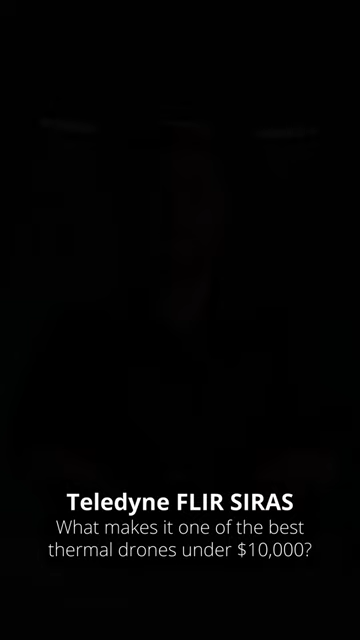 Teledyne FLIR SIRAS
What makes it one of the best
thermal drones under $10,000?